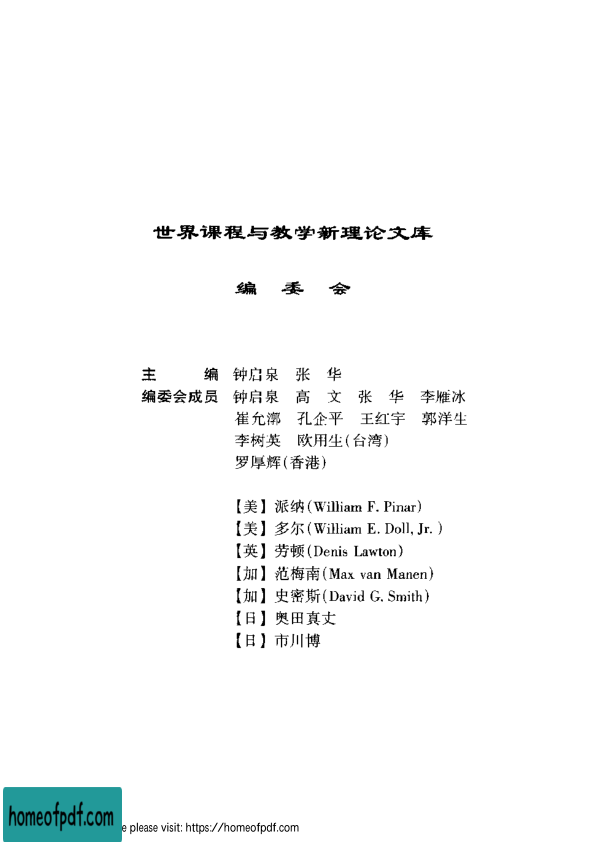 世界课程与教学新理论文库
编 委 会
主 编 钟启泉 张 华
编委会成员 钟启泉 高 文 张 华 李雁冰
崔允漷 孔企平 王红宇 郭洋生
李树英 欧用生(台湾)
罗厚辉(香港)
【美】派纳(William F. Pinar)
【美】多尔(William E. Doll, Jr. )
【英】劳顿(Denis Lawton)
【加】范梅南(Max van Manen)
【加】史密斯(David G. Smith)
【日】奥田真丈
【日】市川博
homeofpdf.com
e please visit: https://homeofpdf.com